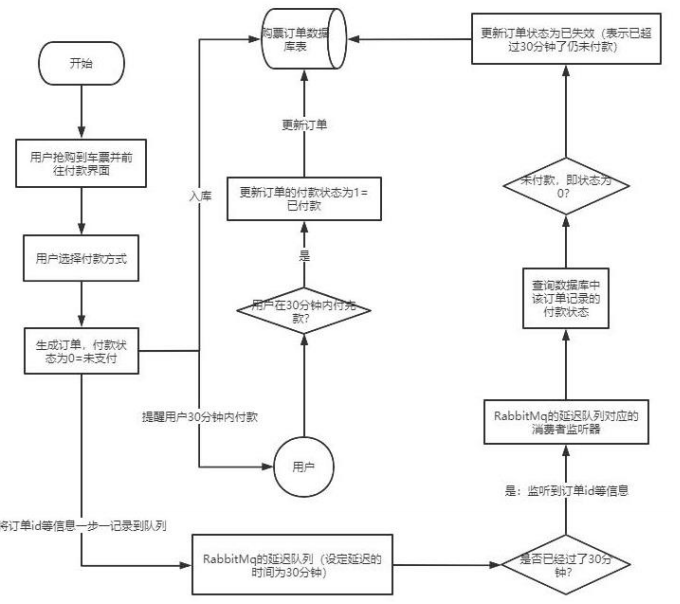 开始
用户抢购到车票并前
往付款界面
用户选择付款方式
生成订单，付款状
态为0=未支付
入库
提醒用户30分钟内付款
用户
用户在30分钟内付完
款？
是
更新订单的付款状态为1=
已付款
更新订单
购票订单数据
库表
将订单id等信息一步一记录到队列
RabbitMq的延迟队列（设定延迟的
时间为30分钟）
是否已经过了30分
钟？
是：监听到订单id等信息
RabbitMq的延迟队列对应的
消费者监听器
查询数据库中
该订单记录的
付款状态
未付款，即状态为
0？
更新订单状态为已失效（表示已超
过30分钟了仍未付款）